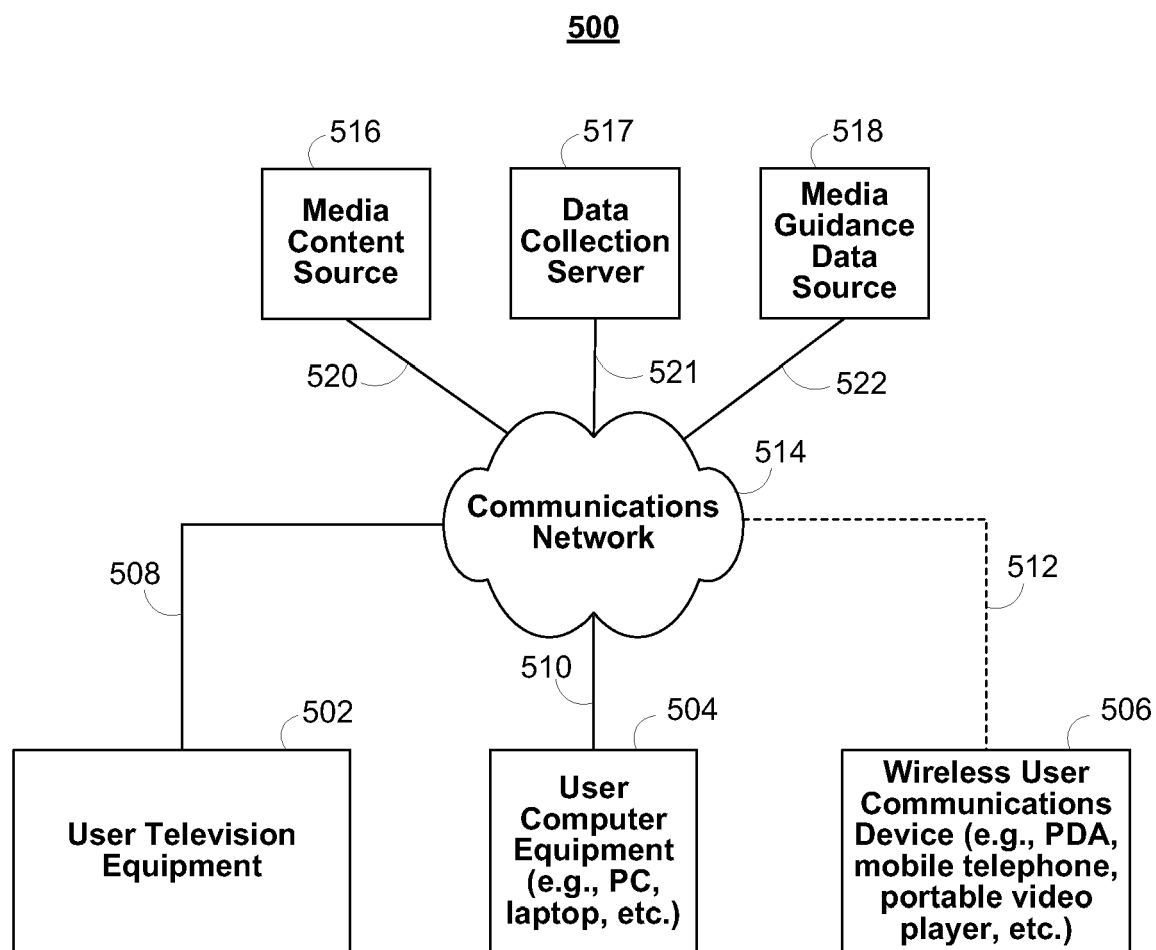 500
516
517
518
Media
Content
Source
Data
Collection
Server
Media
Guidance
Data
Source
520
521
522
514
Communications
Network
508
512
510
502
504
506
User Television
Equipment
User
Computer
Equipment
(e.g., PC,
laptop, etc.)
Wireless User
Communications
Device (e.g., PDA,
mobile telephone,
portable video
player, etc.)